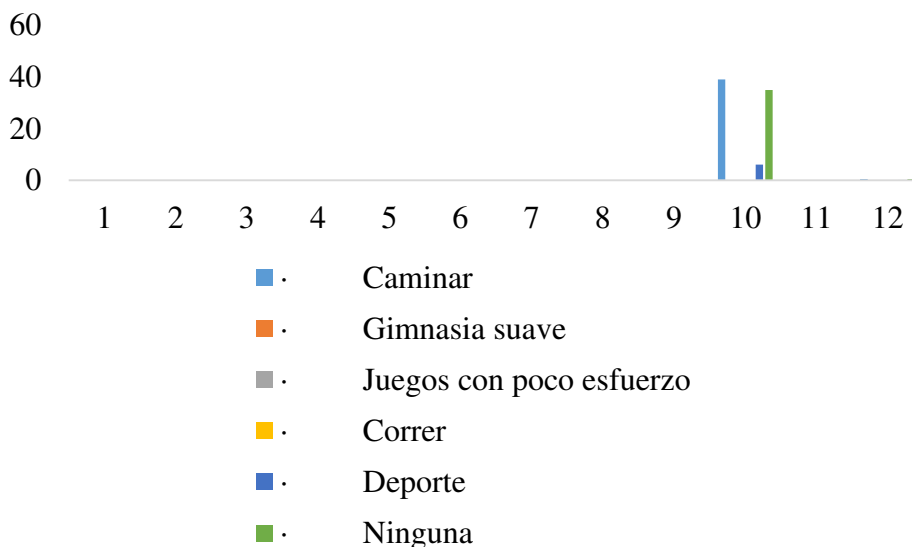 60
40
20
0
1 2 3 4 5 6 7 8 9 10 11 12
· Caminar
· Gimnasia suave
· Juegos con poco esfuerzo
· Correr
· Deporte
· Ninguna